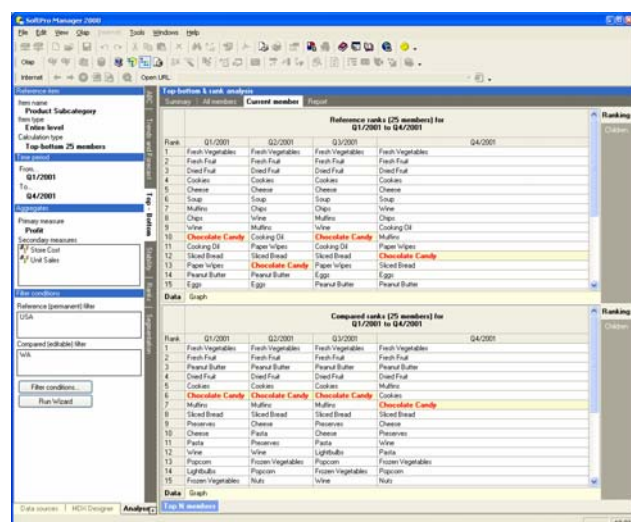 SoftPro Manager 2000
File Edit View Olap Internet Tools Windows Help
Olap
Internet Open URL
Reference item
Item name
Product Subcategory
Item type
Entire level
Calculation type
Top-bottom 25 members
Time period
From...
Q1/2001
To...
Q4/2001
Aggregates
Primary measure
Profit
Secondary measures
Store Cost
Unit Sales
Filter conditions
Reference (permanent) filter
USA
Compared (editable) filter
WA
Filter conditions...
Run Wizard
Data sources MDX Designer Analyse
ABC
Trends and Forecast
Top - Bottom
Stability
Ranks
Segmentation
Top-bottom & rank analysis
Summary All members Current member Report
Reference ranks (25 members) for
Q1/2001 to Q4/2001
Rank Q1/2001 Q2/2001 Q3/2001 Q4/2001
1 Fresh Vegetables Fresh Vegetables Fresh Vegetables Fresh Vegetables
2 Fresh Fruit Fresh Fruit Fresh Fruit Fresh Fruit
3 Dried Fruit Dried Fruit Dried Fruit Dried Fruit
4 Cookies Cookies Cookies Cookies
5 Cheese Cheese Cheese Cheese
6 Soup Soup Soup Soup
7 Muffins Chips Chips Wine
8 Chips Wine Muffins Chips
9 Wine Muffins Wine Cooking Oil
10 Chocolate Candy Cooking Oil Chocolate Candy Muffins
11 Cooking Oil Paper Wipes Cooking Oil Paper Wipes
12 Sliced Bread Sliced Bread Sliced Bread Chocolate Candy
13 Paper Wipes Chocolate Candy Paper Wipes Sliced Bread
14 Peanut Butter Peanut Butter Eggs Peanut Butter
15 Eggs Eggs Peanut Butter Eggs
Data Graph
Ranking
Children
Compared ranks (25 members) for
Q1/2001 to Q4/2001
Rank Q1/2001 Q2/2001 Q3/2001 Q4/2001
1 Fresh Vegetables Fresh Vegetables Fresh Vegetables Fresh Vegetables
2 Fresh Fruit Fresh Fruit Fresh Fruit Fresh Fruit
3 Peanut Butter Peanut Butter Peanut Butter Peanut Butter
4 Dried Fruit Dried Fruit Dried Fruit Dried Fruit
5 Cookies Cookies Cookies Muffins
6 Chocolate Candy Chocolate Candy Chocolate Candy Cookies
7 Muffins Muffins Muffins Chocolate Candy
8 Sliced Bread Sliced Bread Sliced Bread Sliced Bread
9 Preserves Cheese Cheese Cheese
10 Cheese Pasta Preserves Preserves
11 Pasta Preserves Pasta Wine
12 Wine Wine Lightbulbs Pasta
13 Popcorn Frozen Vegetables Popcorn Frozen Vegetables
14 Lightbulbs Popcorn Frozen Vegetables Popcorn
15 Frozen Vegetables Nuts Wine Nuts
Data Graph
Ranking
Children
Top N members